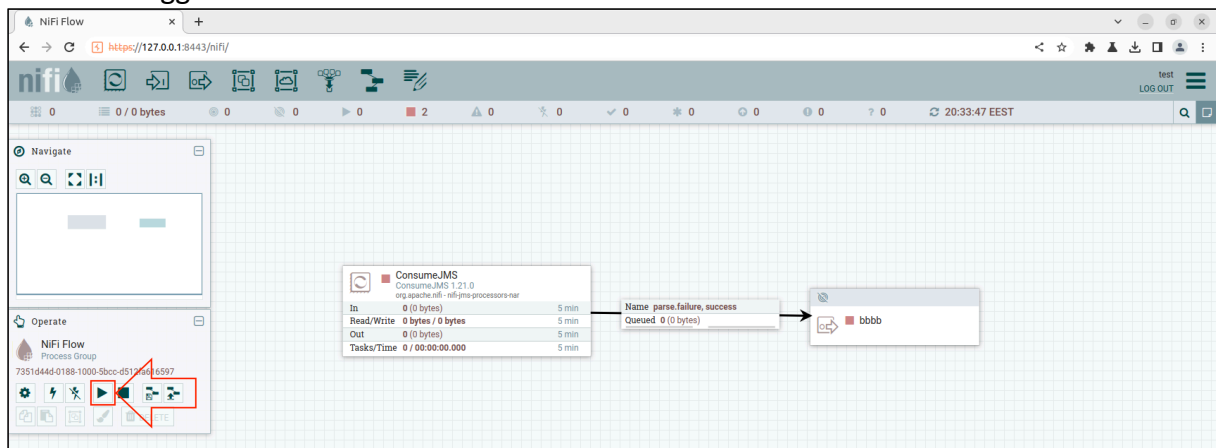 gg
NiFi Flow
https://127.0.0.1:8443/nifi/
nifi
test
LOG OUT
0 0 / 0 bytes 0 0 0 2 0 0 0 0 0 0 ? 0 20:33:47 EEST
Navigate
Operate
NiFi Flow
Process Group
7351d44d-0188-1000-5bcc-d512fa616597
DELETE
ConsumeJMS
ConsumeJMS 1.21.0
org.apache.nifi - nifi-jms-processors-nar
In 0 (0 bytes) 5 min
Read/Write 0 bytes / 0 bytes 5 min
Out 0 (0 bytes) 5 min
Tasks/Time 0 / 00:00:00.000 5 min
Name parse.failure, success
Queued 0 (0 bytes)
bbbb